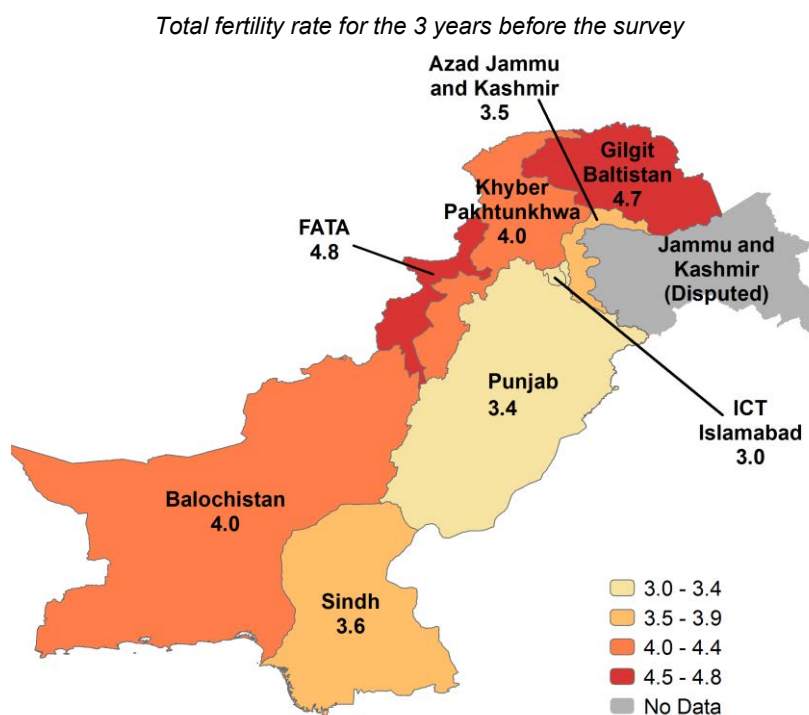 Total fertility rate for the 3 years before the survey
Azad Jammu
and Kashmir
3.5
Gilgit
Baltistan
4.7
Khyber
Pakhtunkhwa
4.0
FATA
4.8
Jammu and
Kashmir
(Disputed)
Punjab
3.4
ICT
Islamabad
3.0
Balochistan
4.0
Sindh
3.6
3.0 - 3.4
3.5 - 3.9
4.0 - 4.4
4.5 - 4.8
No Data